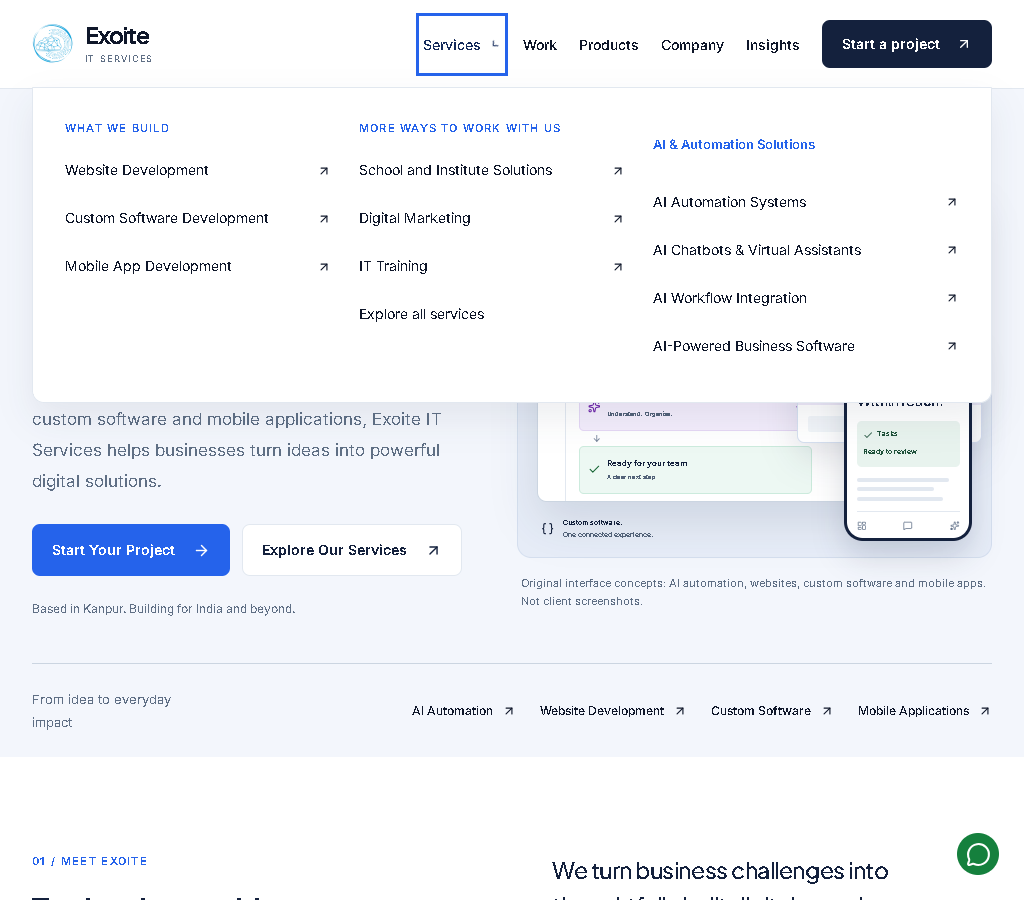 Exoite
IT SERVICES
Services
Work
Products
Company
Insights
Start a project
WHAT WE BUILD
Website Development
Custom Software Development
Mobile App Development
MORE WAYS TO WORK WITH US
School and Institute Solutions
Digital Marketing
IT Training
Explore all services
AI & Automation Solutions
AI Automation Systems
AI Chatbots & Virtual Assistants
AI Workflow Integration
AI-Powered Business Software
custom software and mobile applications, Exoite IT
Services helps businesses turn ideas into powerful
digital solutions.
Start Your Project
Explore Our Services
Based in Kanpur. Building for India and beyond.
Understand. Organise.
Ready for your team
A clear next step
Tasks
Ready to review
{ }
Custom software.
One connected experience.
Original interface concepts: AI automation, websites, custom software and mobile apps.
Not client screenshots.
From idea to everyday
impact
AI Automation
Website Development
Custom Software
Mobile Applications
01 / MEET EXOITE
We turn business challenges into